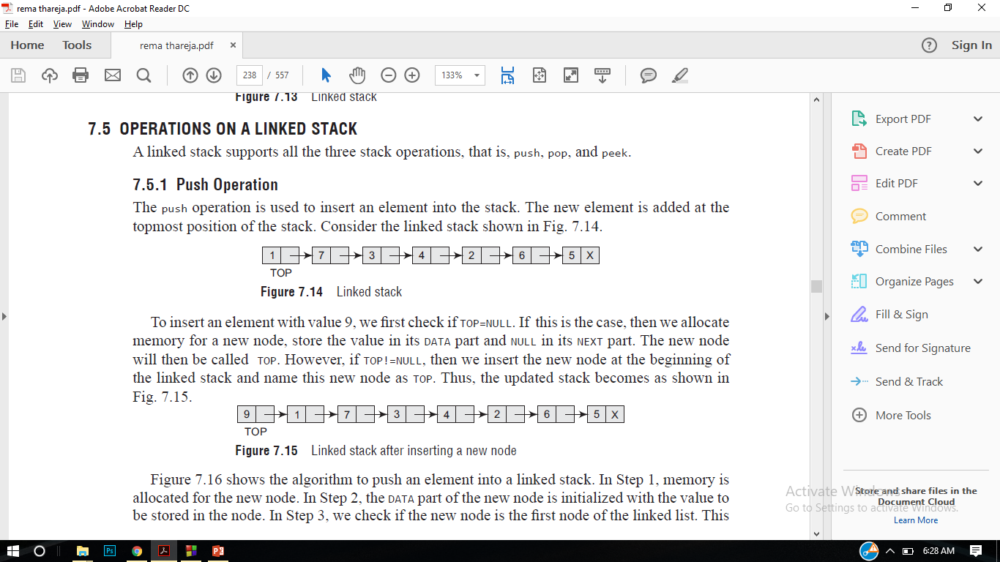 rema thareja.pdf - Adobe Acrobat Reader DC
File Edit View Window Help
Home Tools rema thareja.pdf × ? Sign In
238 / 557 133%
Figure 7.13 Linked stack
7.5 OPERATIONS ON A LINKED STACK
A linked stack supports all the three stack operations, that is, push, pop, and peek.
7.5.1 Push Operation
The push operation is used to insert an element into the stack. The new element is added at the
topmost position of the stack. Consider the linked stack shown in Fig. 7.14.
1 7 3 4 2 6 5 X
TOP
Figure 7.14 Linked stack
To insert an element with value 9, we first check if TOP=NULL. If this is the case, then we allocate
memory for a new node, store the value in its DATA part and NULL in its NEXT part. The new node
will then be called TOP. However, if TOP!=NULL, then we insert the new node at the beginning of
the linked stack and name this new node as TOP. Thus, the updated stack becomes as shown in
Fig. 7.15.
9 1 7 3 4 2 6 5 X
TOP
Figure 7.15 Linked stack after inserting a new node
Figure 7.16 shows the algorithm to push an element into a linked stack. In Step 1, memory is
allocated for the new node. In Step 2, the DATA part of the new node is initialized with the value to
be stored in the node. In Step 3, we check if the new node is the first node of the linked list. This
Export PDF
Create PDF
Edit PDF
Comment
Combine Files
Organize Pages
Fill & Sign
Send for Signature
Send & Track
More Tools
Store and share files in the
Document Cloud
Learn More
Activate Windows
Go to Settings to activate Windows.
Ps
6:28 AM